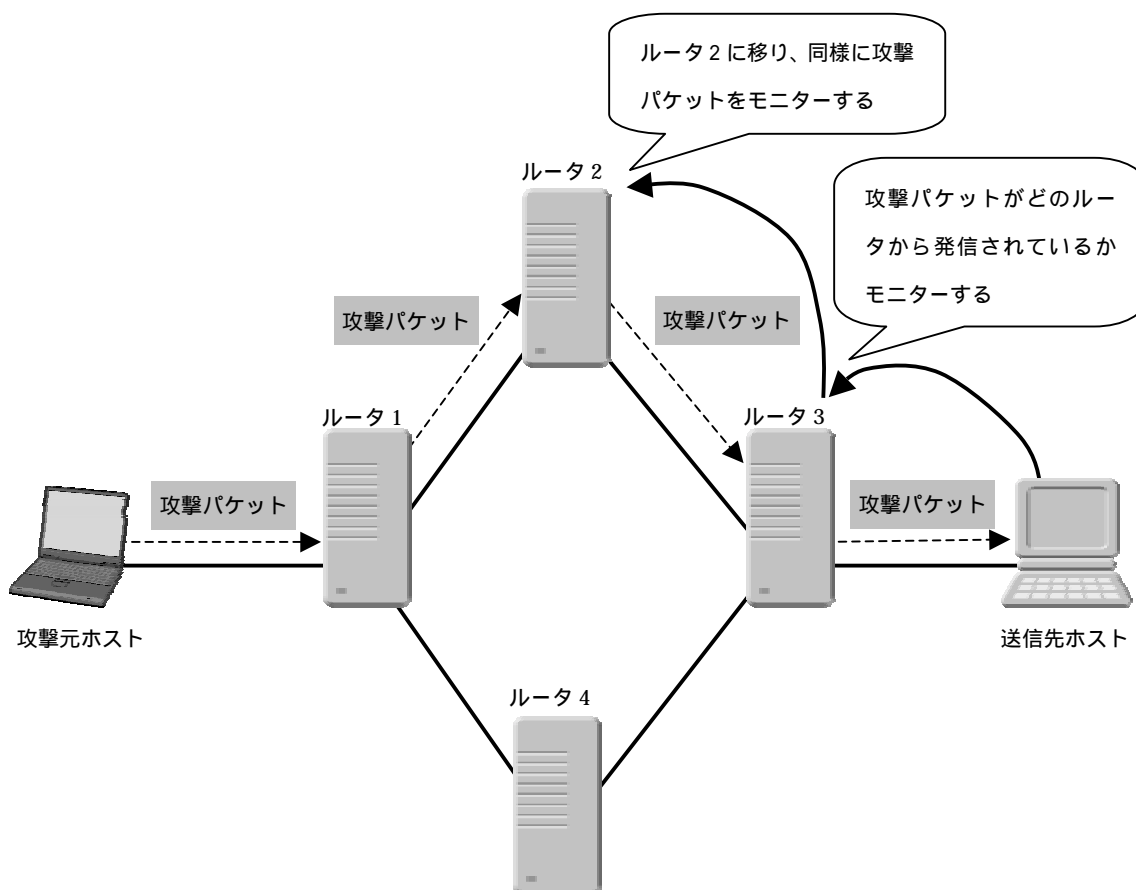 ルータ2に移り、同様に攻撃
パケットをモニターする
ルータ2
攻撃パケットがどのルー
タから発信されているか
モニターする
攻撃パケット
攻撃パケット
ルータ1
ルータ3
攻撃パケット
攻撃パケット
攻撃元ホスト
送信先ホスト
ルータ4